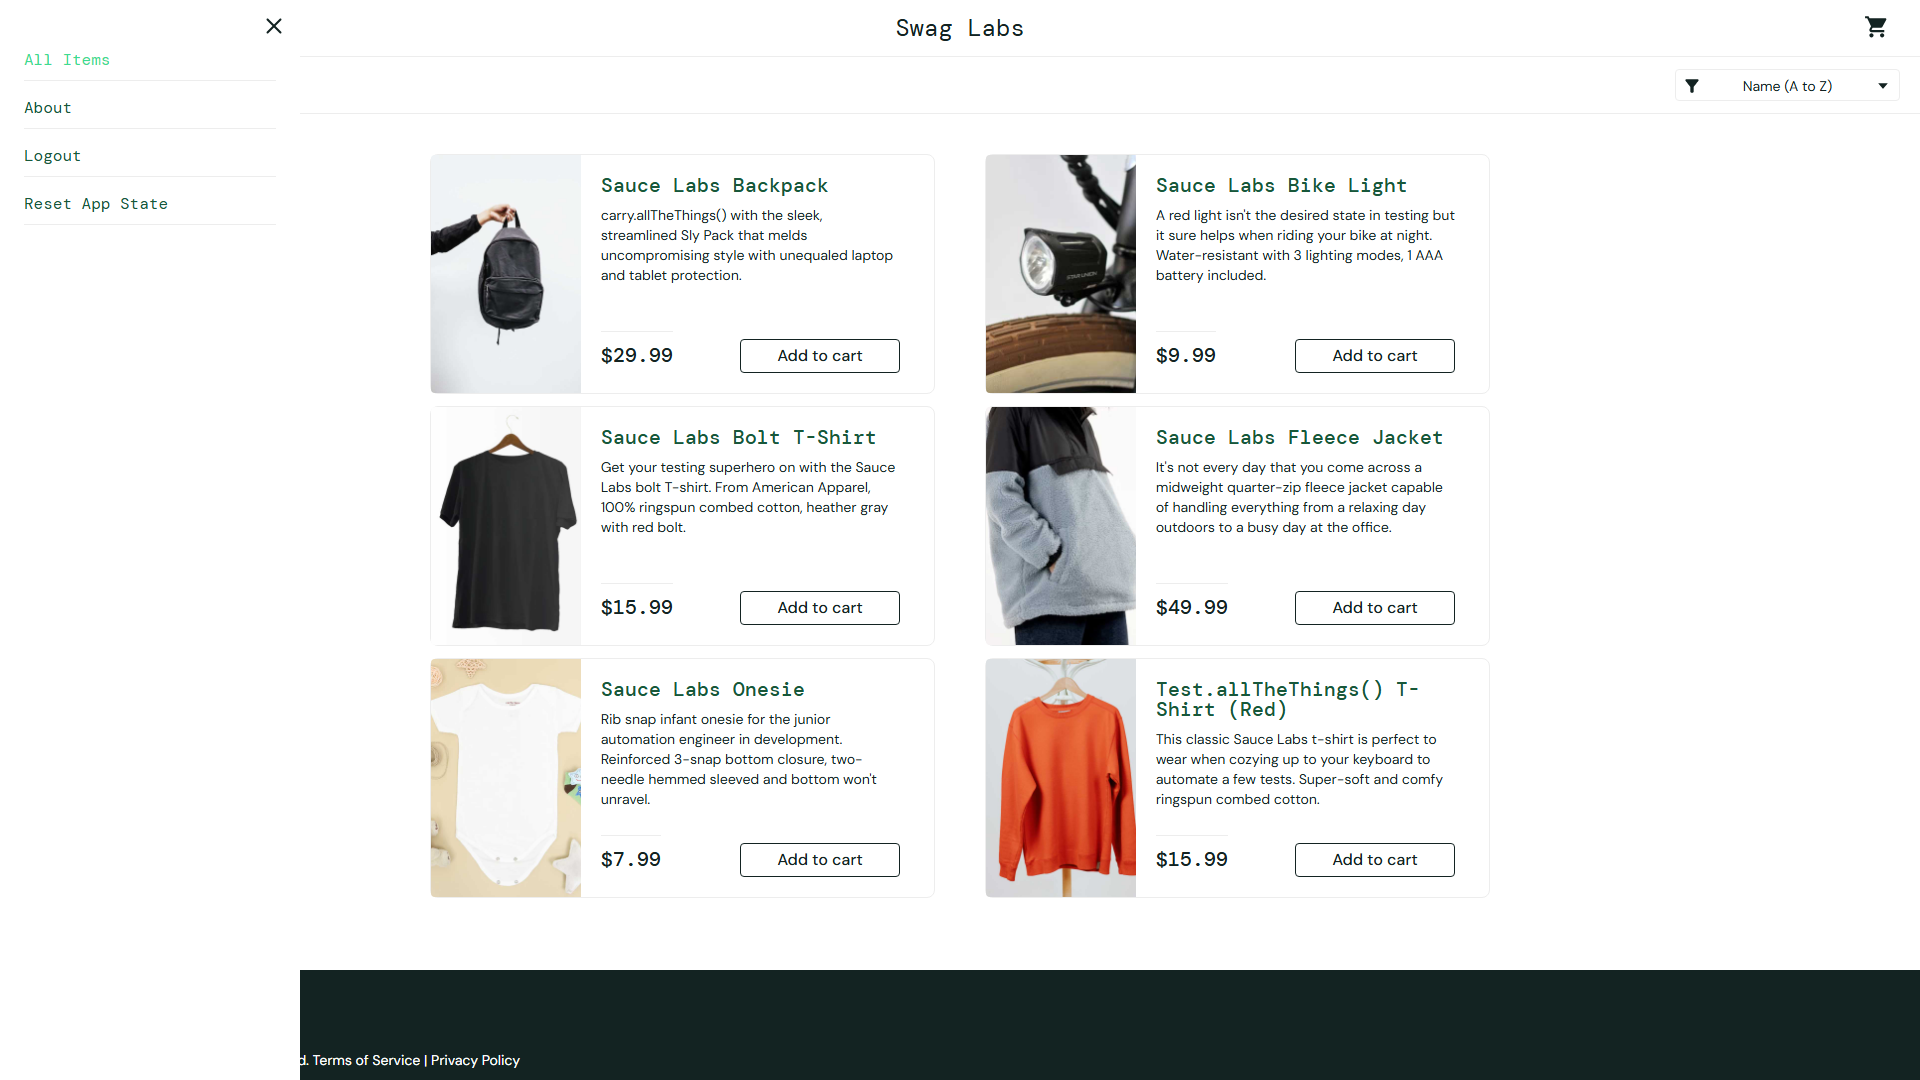 All Items
About
Logout
Reset App State
Swag Labs
Name (A to Z)
Sauce Labs Backpack
carry.allTheThings() with the sleek,
streamlined Sly Pack that melds
uncompromising style with unequaled laptop
and tablet protection.
$29.99
Add to cart
Sauce Labs Bike Light
A red light isn't the desired state in testing but
it sure helps when riding your bike at night.
Water-resistant with 3 lighting modes, 1 AAA
battery included.
$9.99
Add to cart
Sauce Labs Bolt T-Shirt
Get your testing superhero on with the Sauce
Labs bolt T-shirt. From American Apparel,
100% ringspun combed cotton, heather gray
with red bolt.
$15.99
Add to cart
Sauce Labs Fleece Jacket
It's not every day that you come across a
midweight quarter-zip fleece jacket capable
of handling everything from a relaxing day
outdoors to a busy day at the office.
$49.99
Add to cart
Sauce Labs Onesie
Rib snap infant onesie for the junior
automation engineer in development.
Reinforced 3-snap bottom closure, two-
needle hemmed sleeved and bottom won't
unravel.
$7.99
Add to cart
Test.allTheThings() T-
Shirt (Red)
This classic Sauce Labs t-shirt is perfect to
wear when cozying up to your keyboard to
automate a few tests. Super-soft and comfy
ringspun combed cotton.
$15.99
Add to cart
d. Terms of Service | Privacy Policy